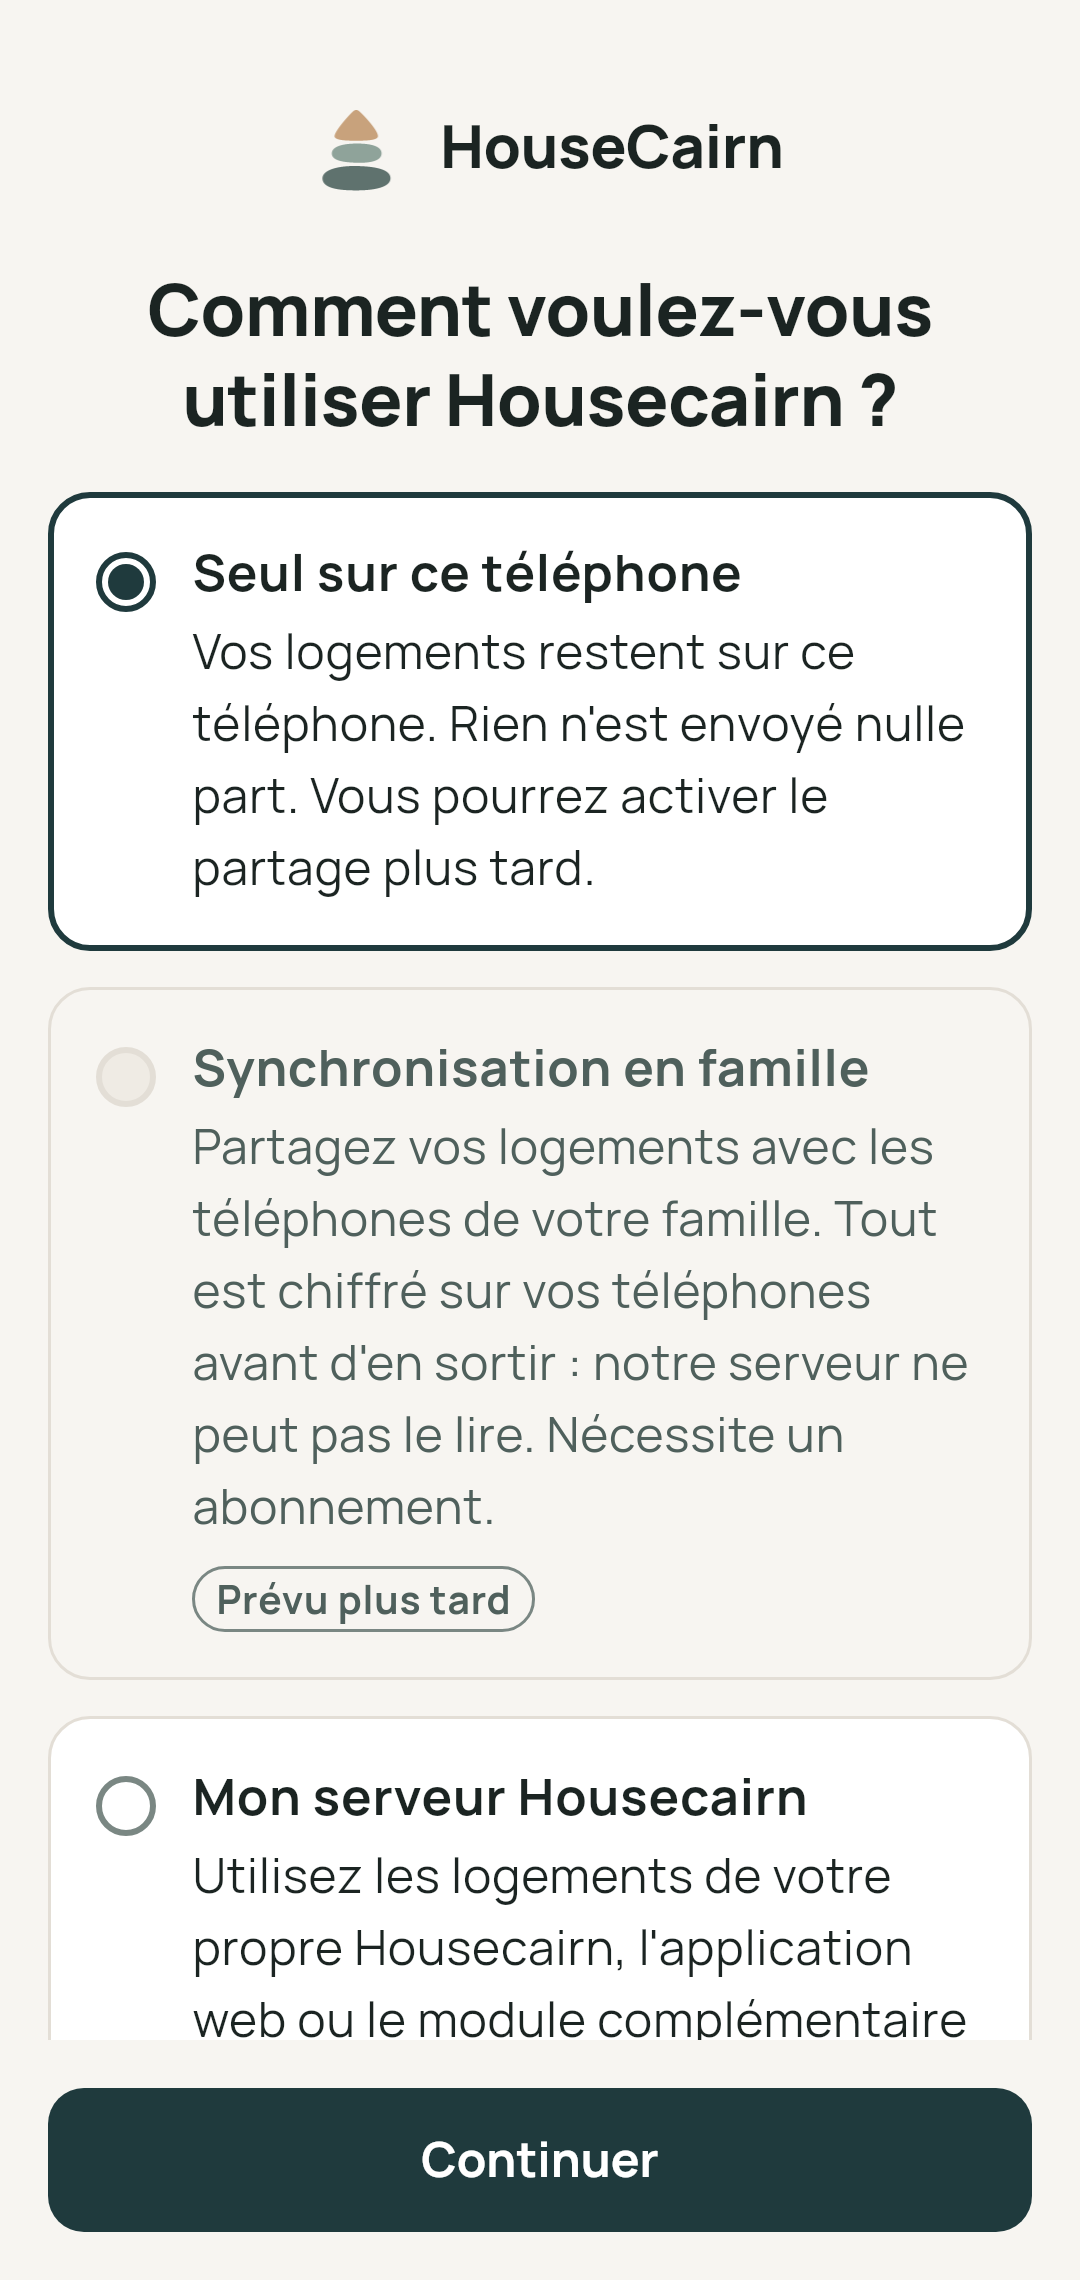 HouseCairn
Comment voulez-vous
utiliser Housecairn ?
Seul sur ce téléphone
Vos logements restent sur ce
téléphone. Rien n'est envoyé nulle
part. Vous pourrez activer le
partage plus tard.
Synchronisation en famille
Partagez vos logements avec les
téléphones de votre famille. Tout
est chiffré sur vos téléphones
avant d'en sortir : notre serveur ne
peut pas le lire. Nécessite un
abonnement.
Prévu plus tard
Mon serveur Housecairn
Utilisez les logements de votre
propre Housecairn, l'application
web ou le module complémentaire
Continuer